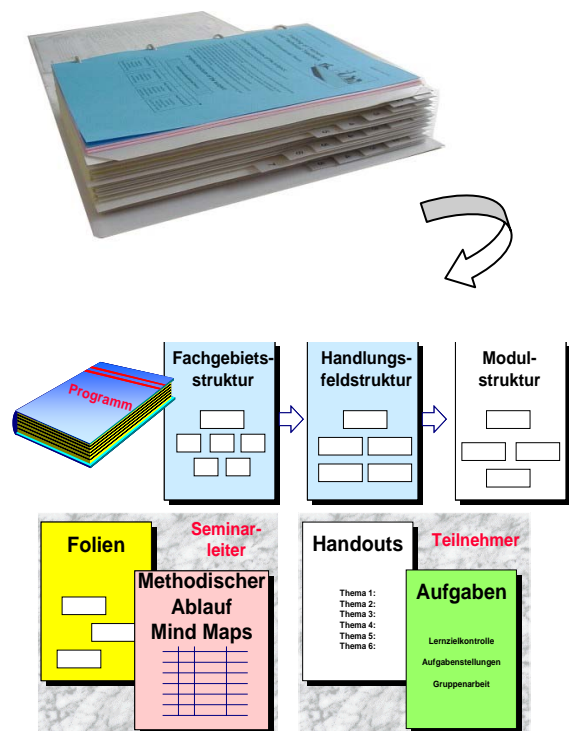 Programm
Fachgebiets-
struktur
Handlungs-
feldstruktur
Modul-
struktur
Folien
Seminar-
leiter
Methodischer
Ablauf
Mind Maps
Handouts
Teilnehmer
Thema 1:
Thema 2:
Thema 3:
Thema 4:
Thema 5:
Thema 6:
Aufgaben
Lernzielkontrolle
Aufgabenstellungen
Gruppenarbeit